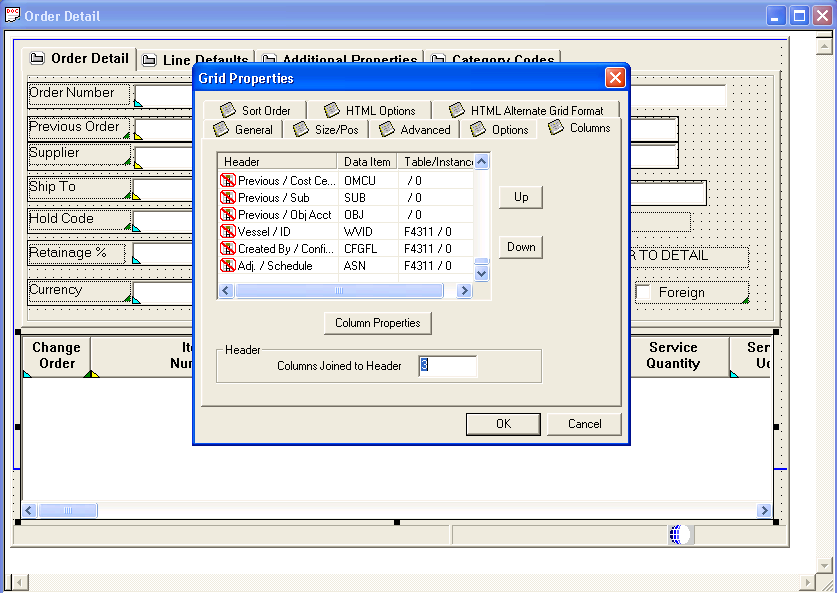 Order Detail
Order Detail Line Defaults Additional Properties Category Codes
Order Number
Previous Order
Supplier
Ship To
Hold Code
Retainage %
Currency
R TO DETAIL
Foreign
Grid Properties
Sort Order HTML Options HTML Alternate Grid Format
General Size/Pos Advanced Options Columns
Header Data Item Table/Instance
Previous / Cost Ce... OMCU / 0
Previous / Sub SUB / 0
Previous / Obj Acct OBJ / 0
Vessel / ID WVID F4311 / 0
Created By / Confi... CFGFL F4311 / 0
Adj. / Schedule ASN F4311 / 0
Up
Down
Column Properties
Header
Columns Joined to Header 3
OK Cancel
Change Order
Service Quantity
Ser